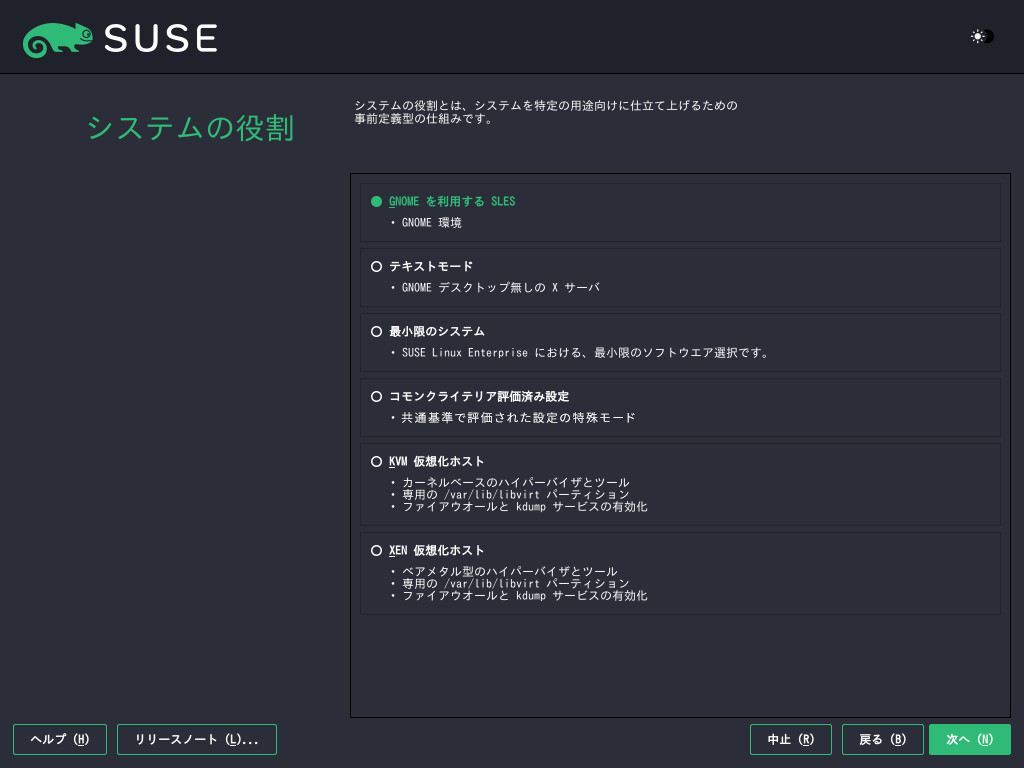 SUSE
システムの役割
システムの役割とは、システムを特定の用途向けに仕立て上げるための
事前定義型の仕組みです。
GNOME を利用する SLES
• GNOME 環境
テキストモード
• GNOME デスクトップ無しの X サーバ
最小限のシステム
• SUSE Linux Enterprise における、最小限のソフトウエア選択です。
コモンクライテリア評価済み設定
• 共通基準で評価された設定の特殊モード
KVM 仮想化ホスト
• カーネルベースのハイパーバイザとツール
• 専用の /var/lib/libvirt パーティション
• ファイアウオールと kdump サービスの有効化
XEN 仮想化ホスト
• ベアメタル型のハイパーバイザとツール
• 専用の /var/lib/libvirt パーティション
• ファイアウオールと kdump サービスの有効化
ヘルプ (H) リリースノート (L)... 中止 (R) 戻る (B) 次へ (N)